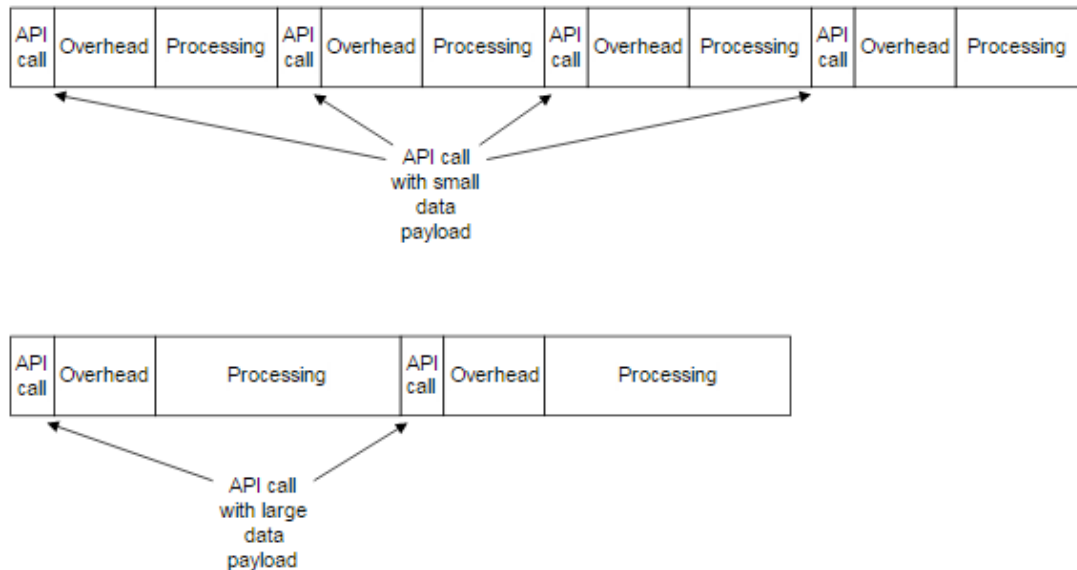 API
call
Overhead
Processing
API
call
Overhead
Processing
API
call
Overhead
Processing
API
call
Overhead
Processing
API call
with small
data
payload
API
call
Overhead
Processing
API
call
Overhead
Processing
API call
with large
data
payload